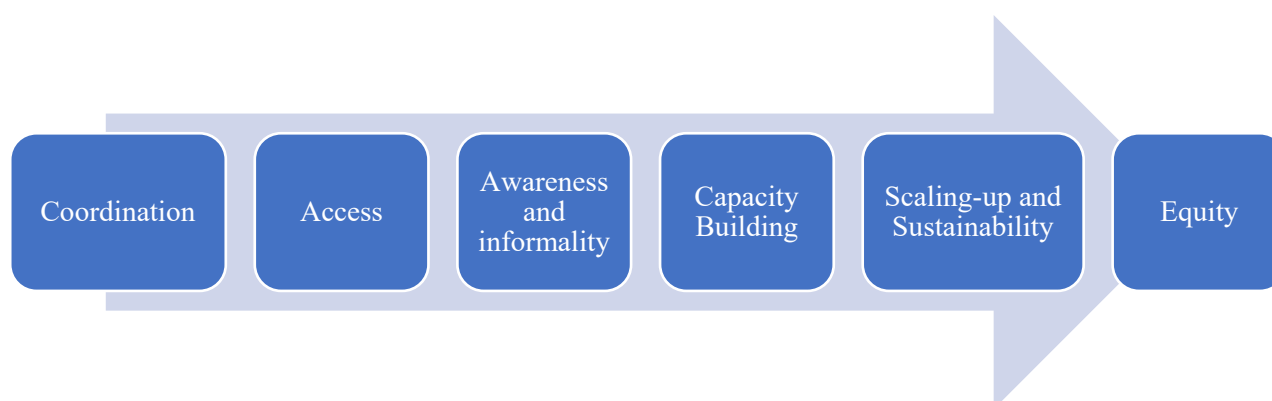 Coordination
Access
Awareness
and
informality
Capacity
Building
Scaling-up and
Sustainability
Equity